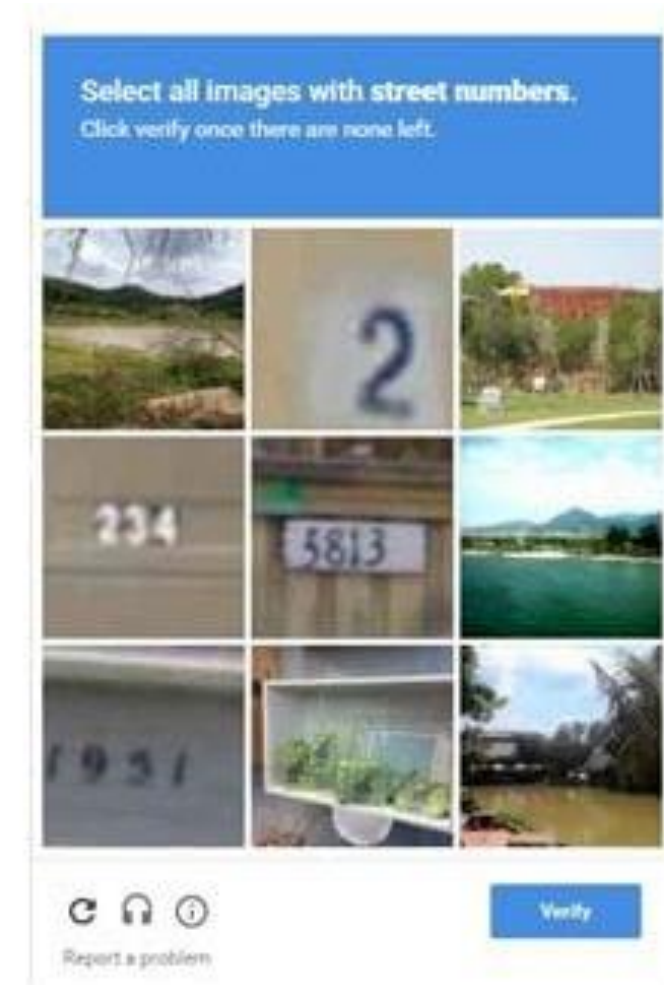 Select all images with street numbers.
Click verify once there are none left.
2
234
5813
1951
Report a problem
Verify